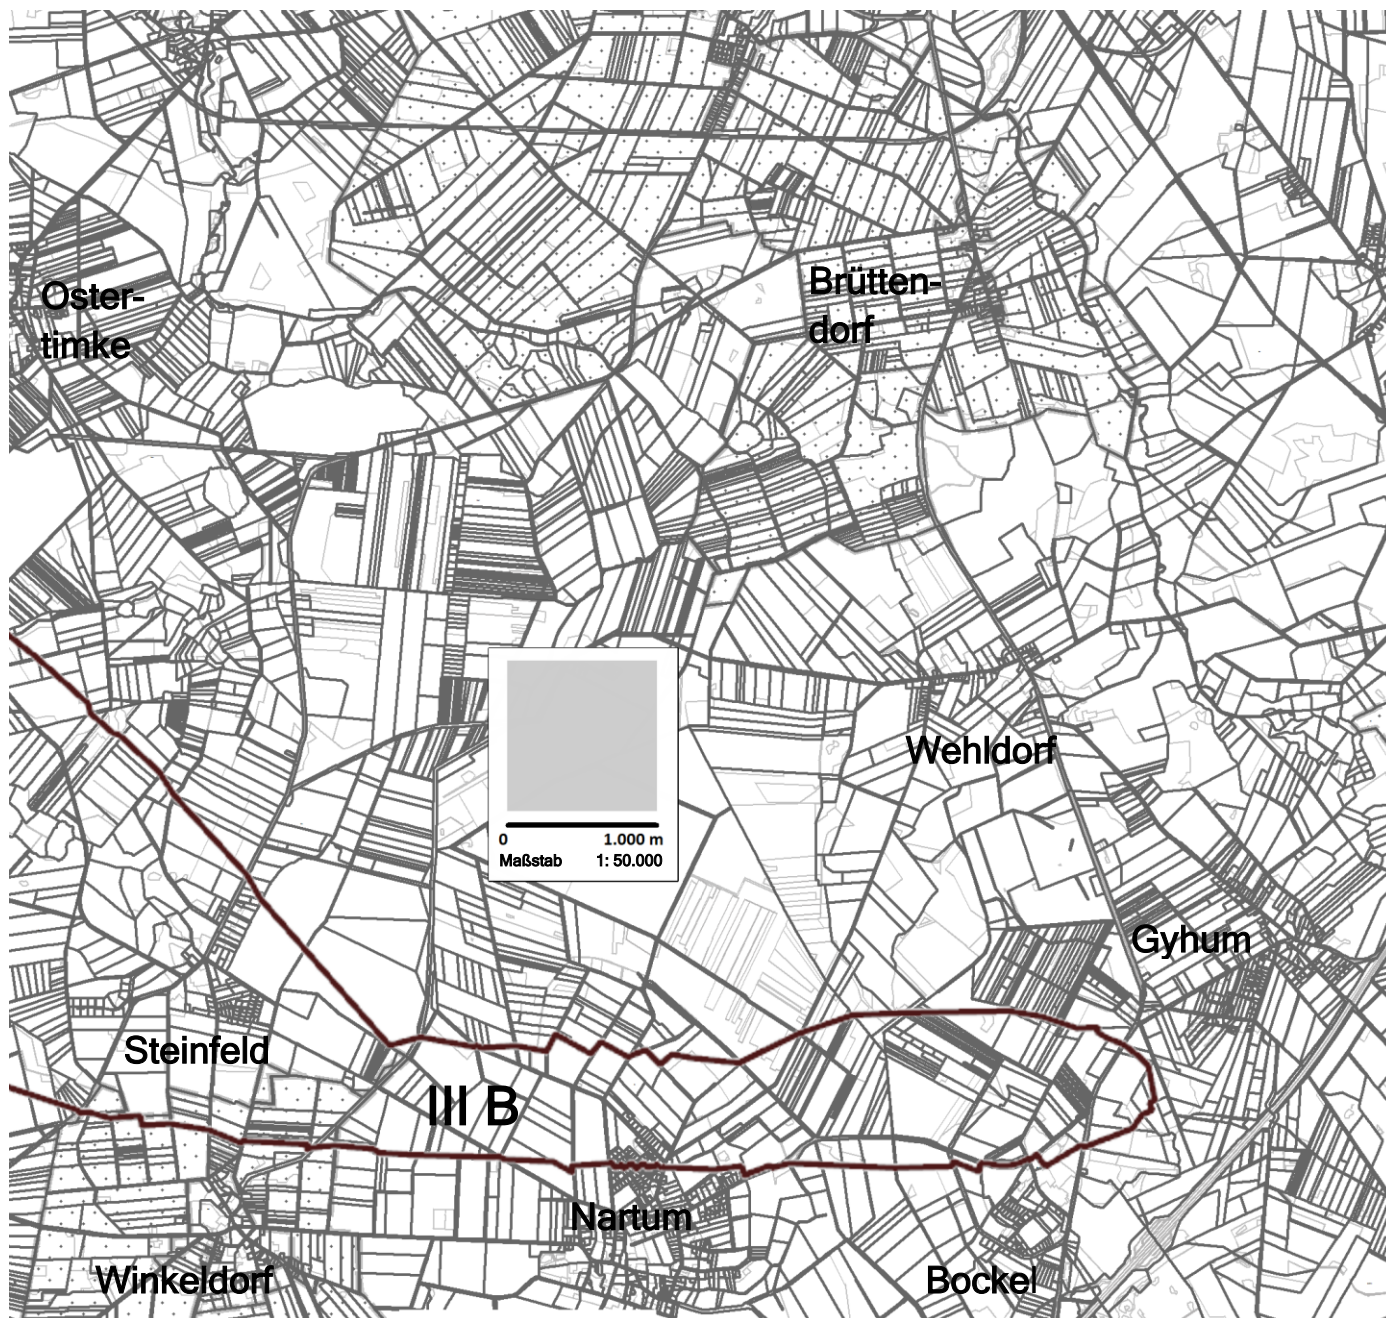 Oster-
timke
Brütten-
dorf
0 1.000 m
Maßstab 1: 50.000
Wehldorf
Gyhum
Steinfeld
III B
Nartum
Winkeldorf
Bockel